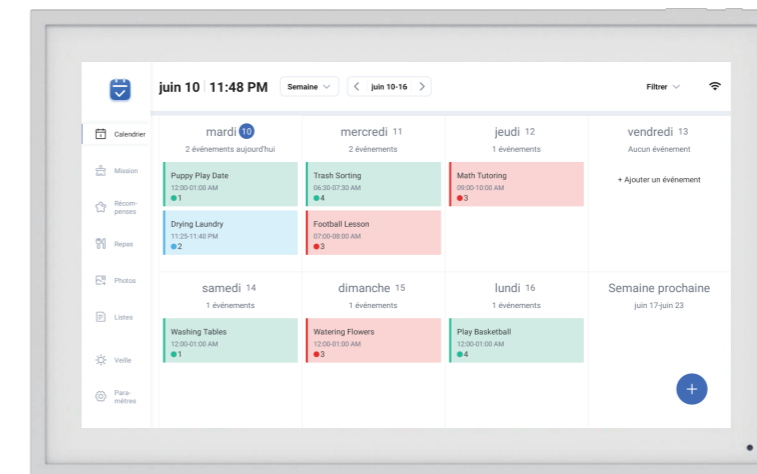 juin 10 11:48 PM Semaine juin 10-16 Filtrer
Calendrier
Mission
Récom-
penses
Repas
Photos
Listes
Veille
Para-
mètres
mardi 10
2 événements aujourd'hui
Puppy Play Date
12:00-01:00 AM
1
Drying Laundry
11:25-11:40 PM
2
mercredi 11
2 événements
Trash Sorting
06:30-07:30 AM
4
Football Lesson
07:00-08:00 AM
3
jeudi 12
1 événements
Math Tutoring
09:00-10:00 AM
3
vendredi 13
Aucun événement
+ Ajouter un événement
samedi 14
1 événements
Washing Tables
12:00-01:00 AM
1
dimanche 15
1 événements
Watering Flowers
12:00-01:00 AM
3
lundi 16
1 événements
Play Basketball
12:00-01:00 AM
4
Semaine prochaine
juin 17-juin 23
+